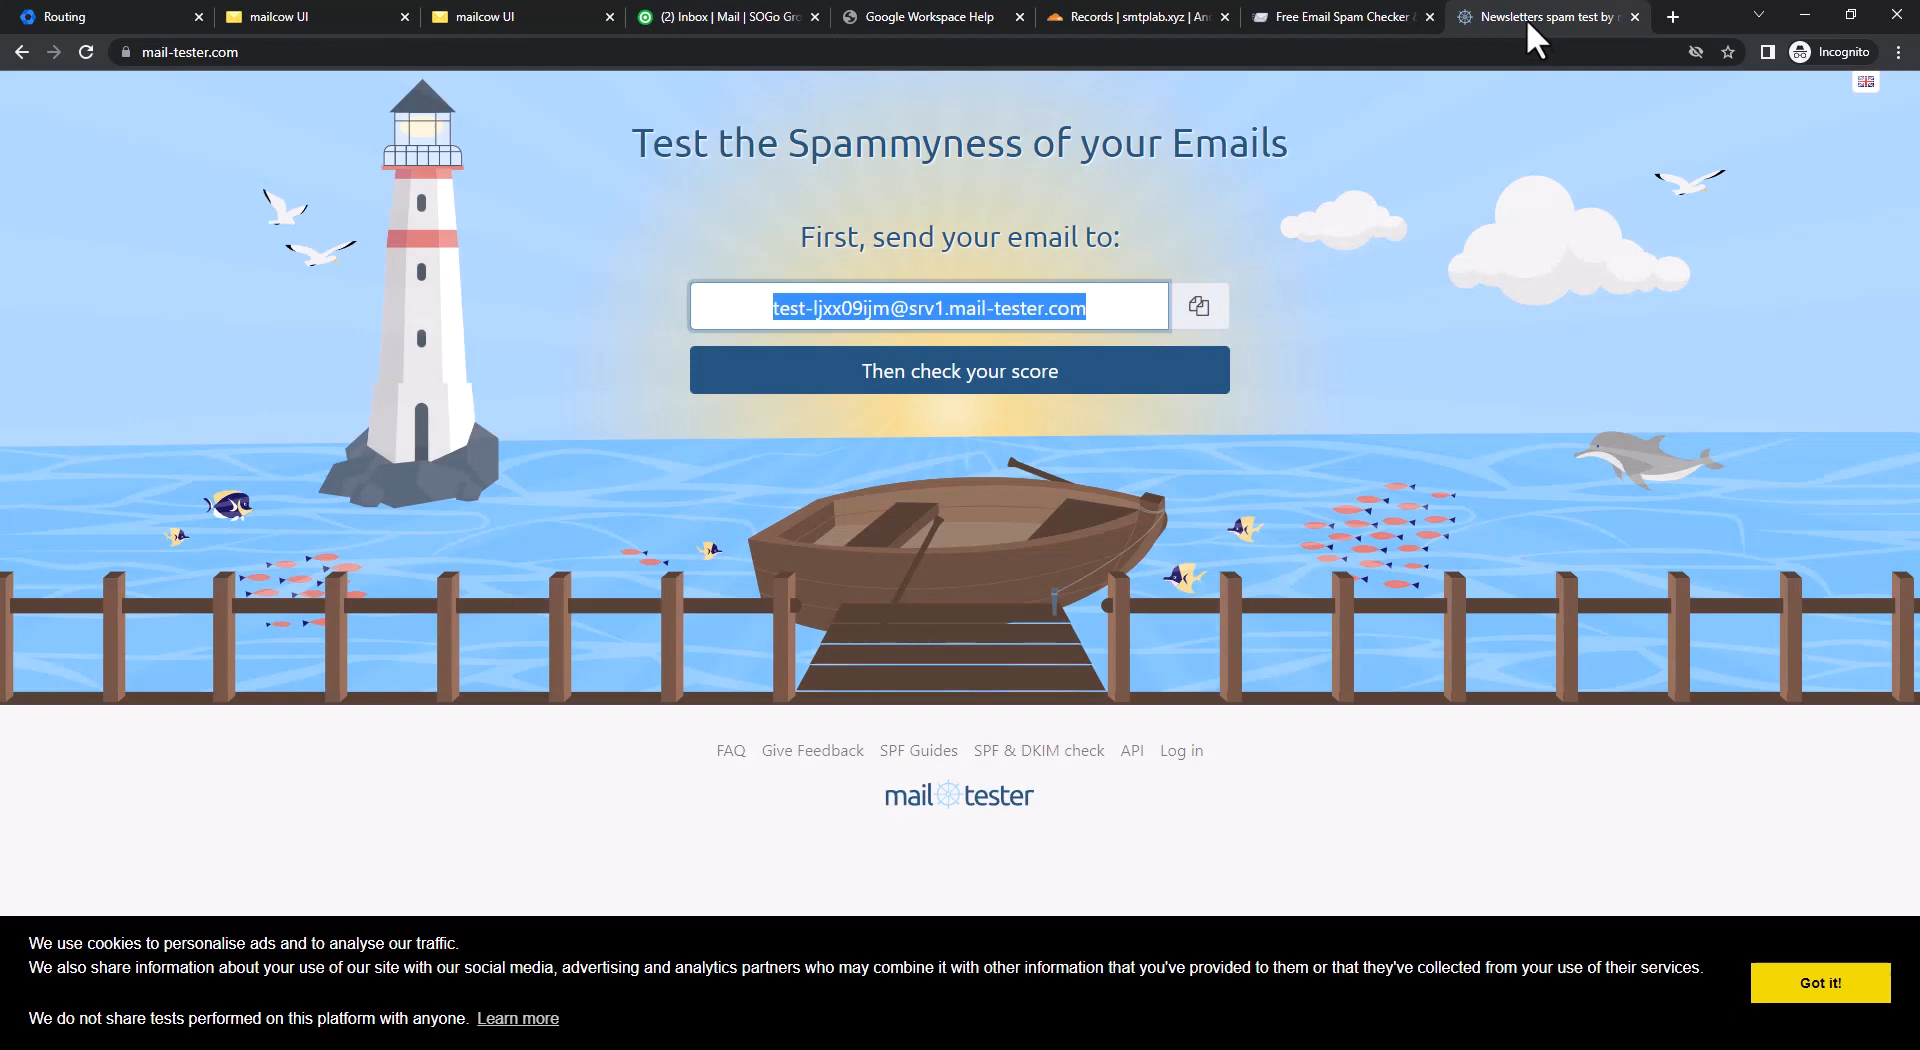 Routing
mailcow UI
mailcow UI
(2) Inbox | Mail | SOGo Gro
Google Workspace Help
Records | smtplab.xyz | An
Free Email Spam Checker
Newsletters spam test by
mail-tester.com
Incognito
Test the Spammyness of your Emails
First, send your email to:
test-ljxx09ijm@srv1.mail-tester.com
Then check your score
FAQ Give Feedback SPF Guides SPF & DKIM check API Log in
mail tester
We use cookies to personalise ads and to analyse our traffic.
We also share information about your use of our site with our social media, advertising and analytics partners who may combine it with other information that you've provided to them or that they've collected from your use of their services.
Got it!
We do not share tests performed on this platform with anyone. Learn more